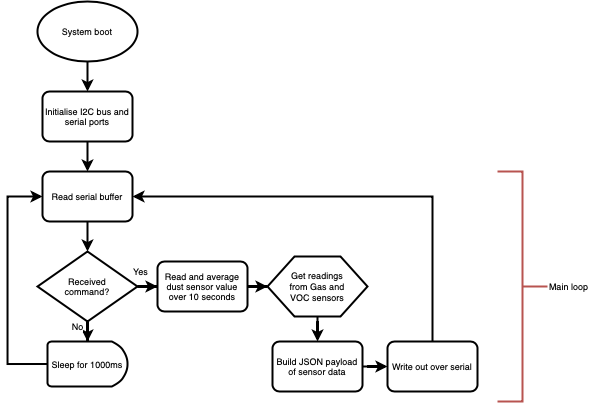 System boot
Initialise I2C bus and
serial ports
Read serial buffer
Received
command?
Yes
No
Read and average
dust sensor value
over 10 seconds
Get readings
from Gas and
VOC sensors
Main loop
Sleep for 1000ms
Build JSON payload
of sensor data
Write out over serial